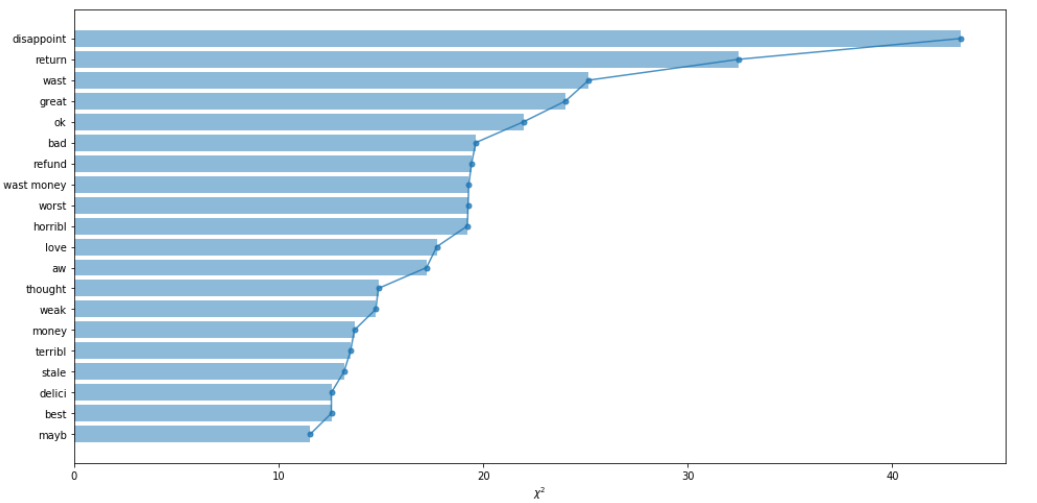 disappoint
return
wast
great
ok
bad
refund
wast money
worst
horribl
love
aw
thought
weak
money
terribl
stale
delici
best
mayb
0 10 20 30 40
χ²